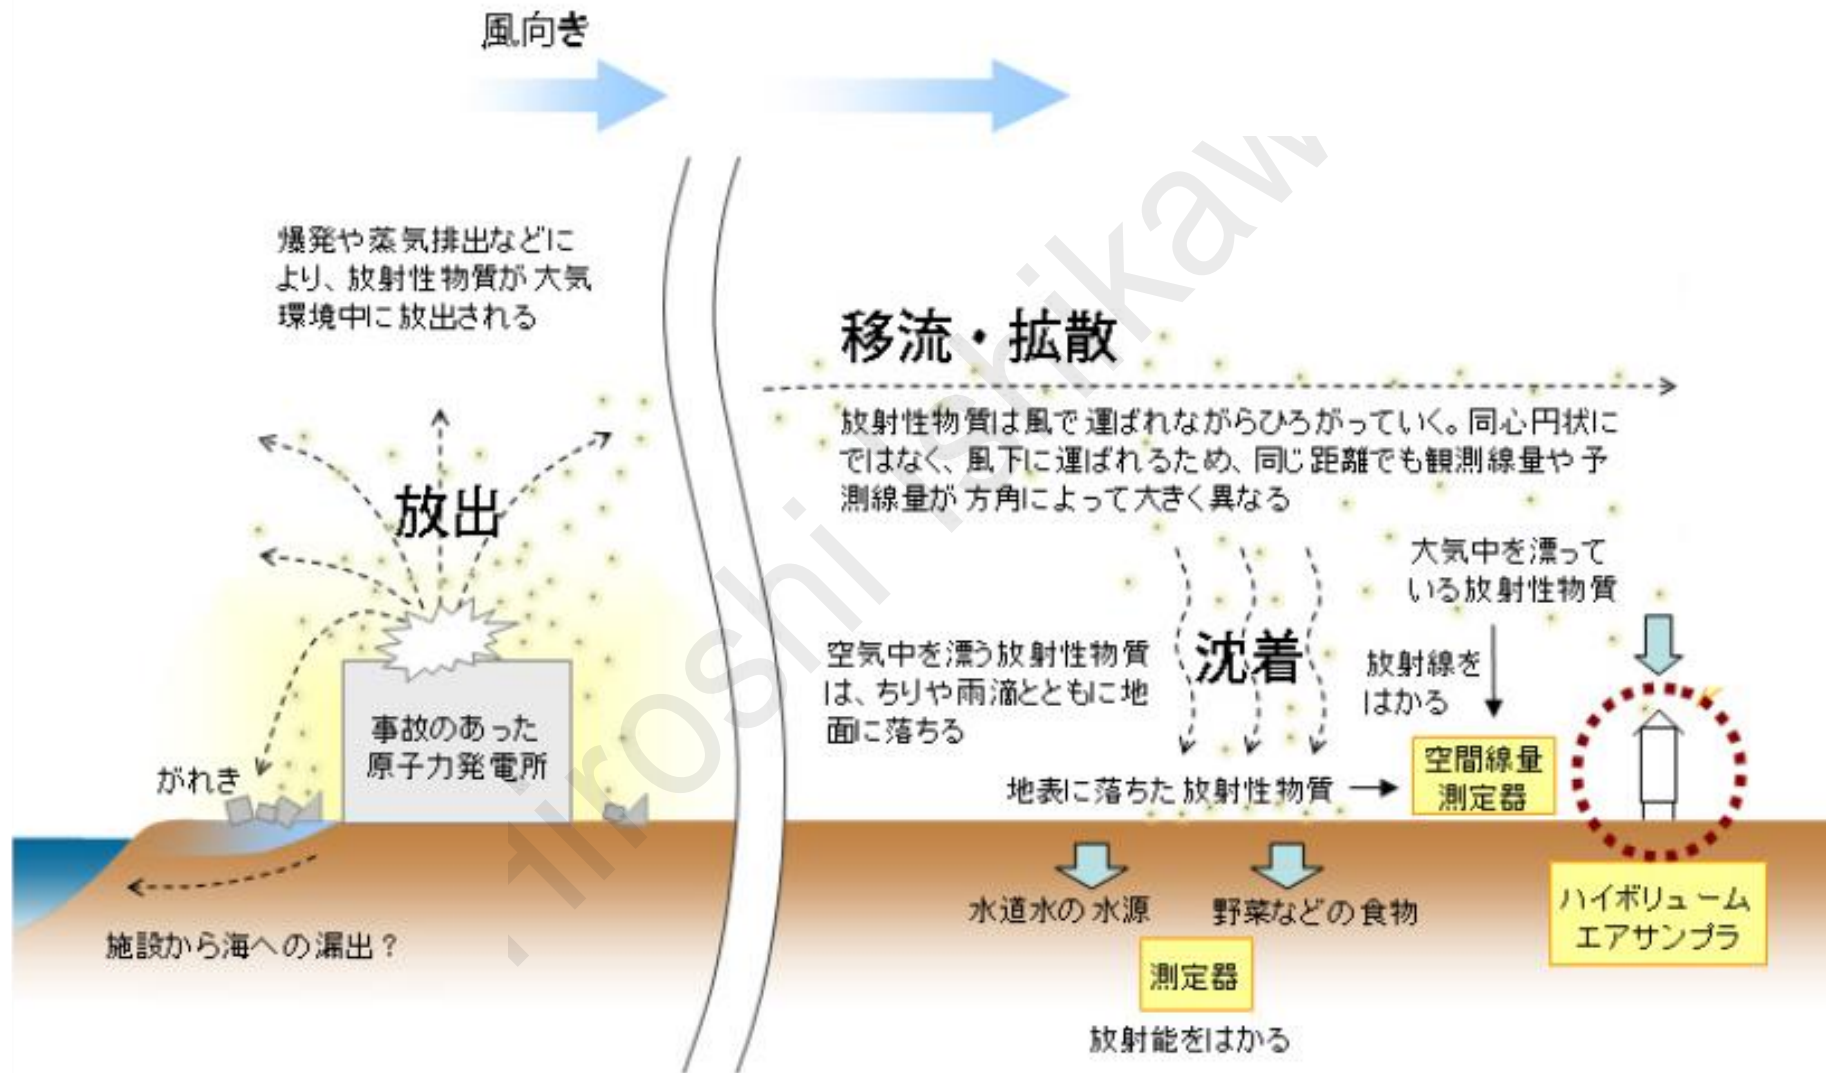 風向き
爆発や蒸気排出などに
より、放射性物質が大気
環境中に放出される
放出
事故のあった
原子力発電所
がれき
施設から海への漏出？
移流・拡散
放射性物質は風で運ばれながらひろがっていく。同心円状に
ではなく、風下に運ばれるため、同じ距離でも観測線量や予
測線量が方角によって大きく異なる
空気中を漂う放射性物質
は、ちりや雨滴とともに地
面に落ちる
沈着
大気中を漂って
いる放射性物質
放射線を
はかる
地表に落ちた放射性物質
空間線量
測定器
水道水の水源
野菜などの食物
測定器
放射能をはかる
ハイボリューム
エアサンプラ
Hiroshi Ishikaw